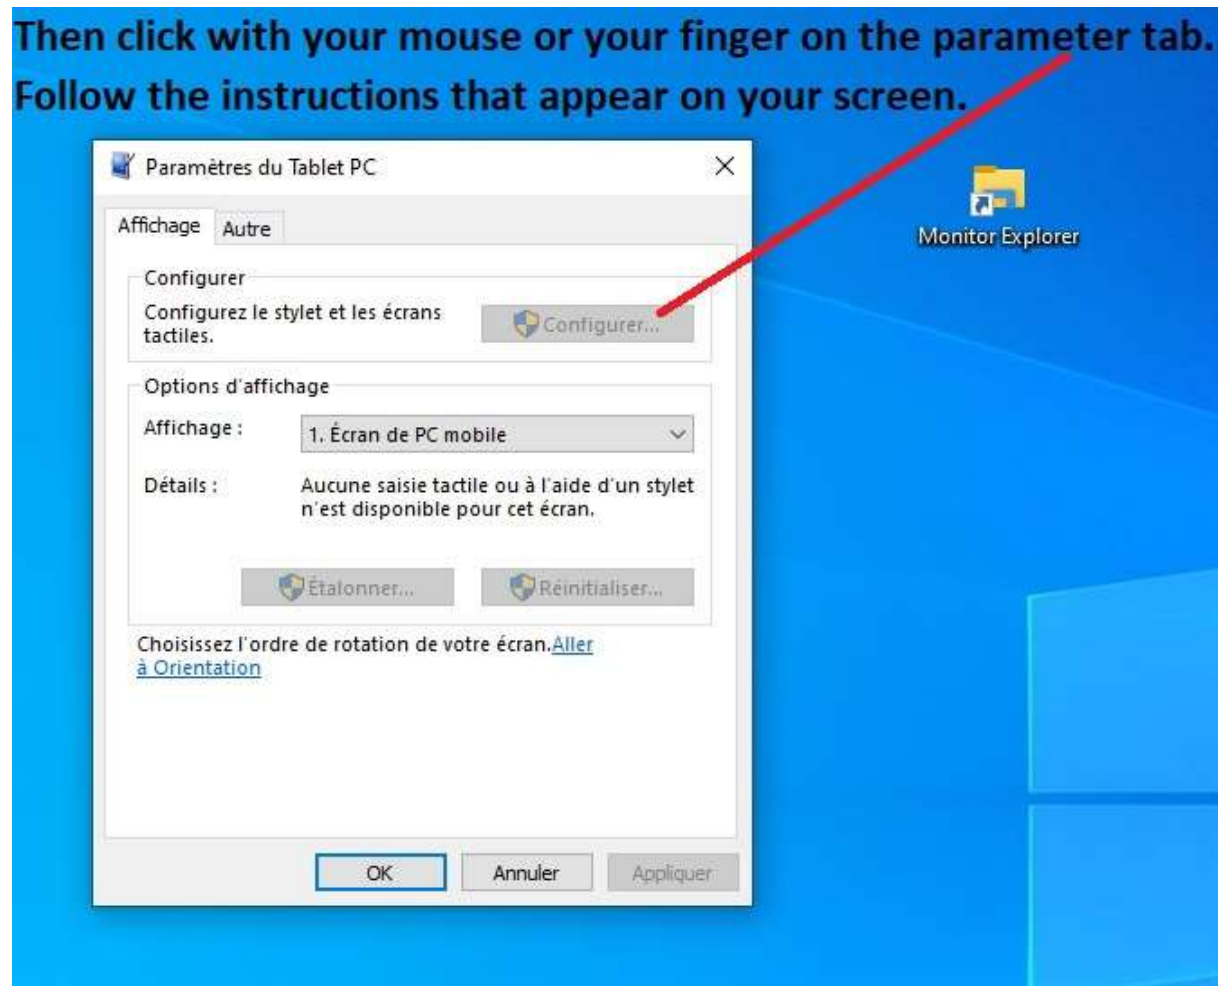 Then click with your mouse or your finger on the parameter tab.
Follow the instructions that appear on your screen.
Paramètres du Tablet PC
Affichage Autre
Monitor Explorer
Configurer
Configurez le stylet et les écrans
tactiles.
Configurer...
Options d'affichage
Affichage :
1. Écran de PC mobile
Détails :
Aucune saisie tactile ou à l'aide d'un stylet
n'est disponible pour cet écran.
Étalonner...
Réinitialiser...
Choisissez l'ordre de rotation de votre écran.Aller
à Orientation
OK
Annuler
Appliquer